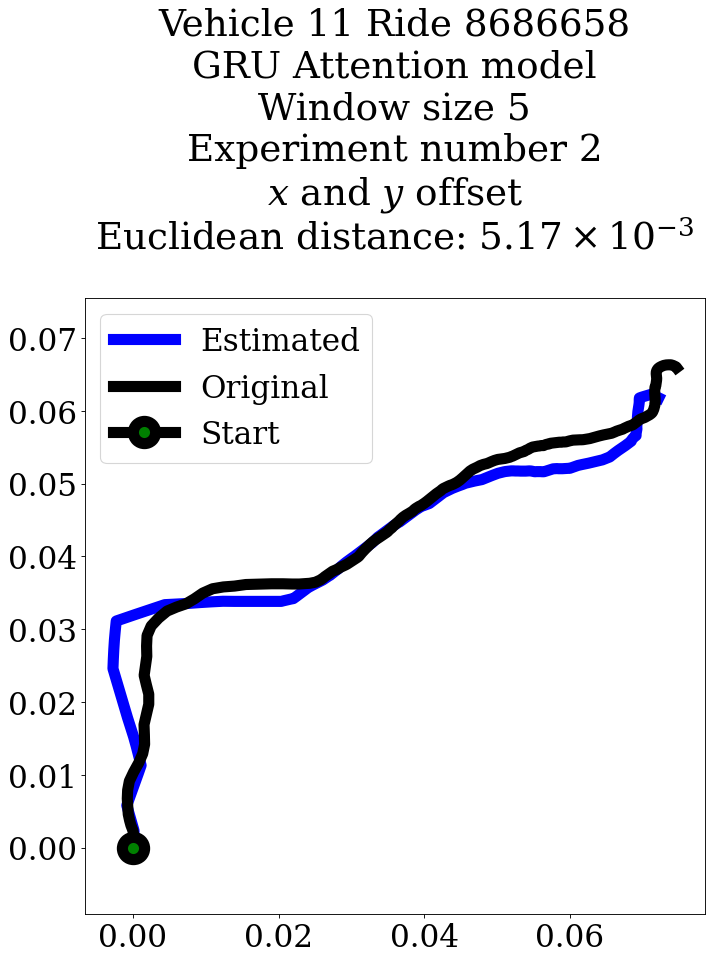 Vehicle 11 Ride 8686658
GRU Attention model
Window size 5
Experiment number 2
x and y offset
Euclidean distance: 5.17 × 10⁻³
Estimated
Original
Start
0.07
0.06
0.05
0.04
0.03
0.02
0.01
0.00
0.00 0.02 0.04 0.06